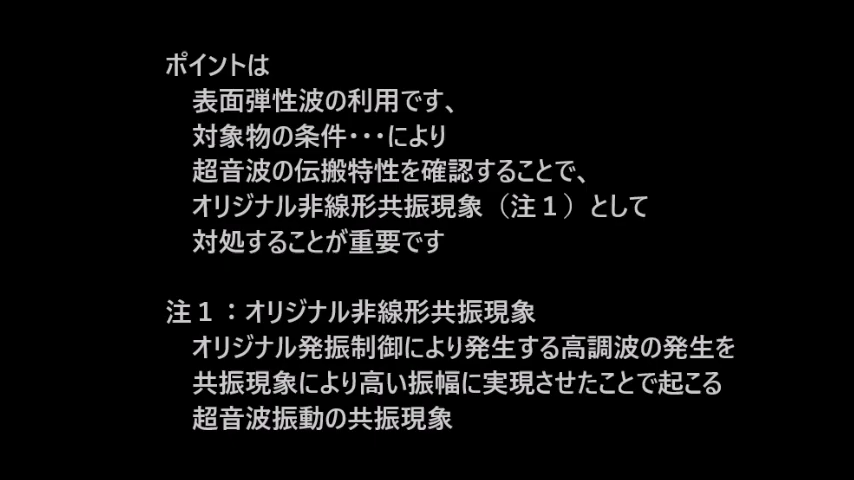 ポイントは
表面弾性波の利用です、
対象物の条件・・・により
超音波の伝搬特性を確認することで、
オリジナル非線形共振現象（注１）として
対処することが重要です
注１：オリジナル非線形共振現象
オリジナル発振制御により発生する高調波の発生を
共振現象により高い振幅に実現させたことで起こる
超音波振動の共振現象